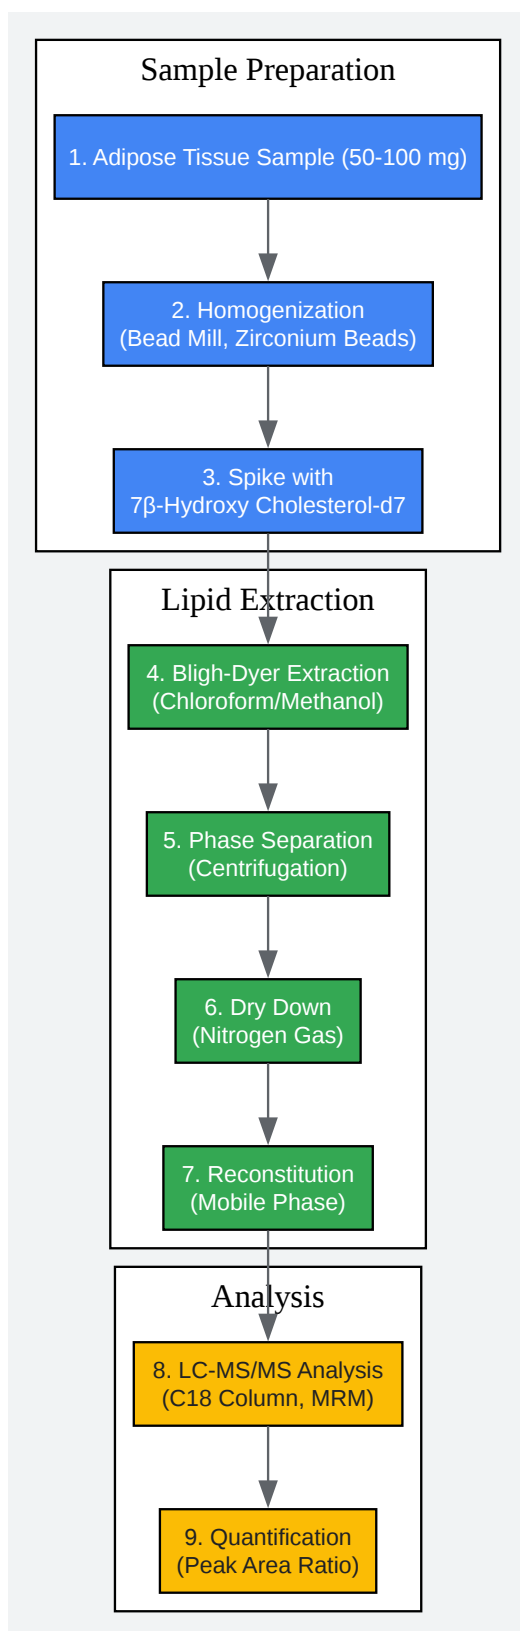 Sample Preparation
1. Adipose Tissue Sample (50-100 mg)
2. Homogenization
(Bead Mill, Zirconium Beads)
3. Spike with
7β-Hydroxy Cholesterol-d7
Lipid Extraction
4. Bligh-Dyer Extraction
(Chloroform/Methanol)
5. Phase Separation
(Centrifugation)
6. Dry Down
(Nitrogen Gas)
7. Reconstitution
(Mobile Phase)
Analysis
8. LC-MS/MS Analysis
(C18 Column, MRM)
9. Quantification
(Peak Area Ratio)